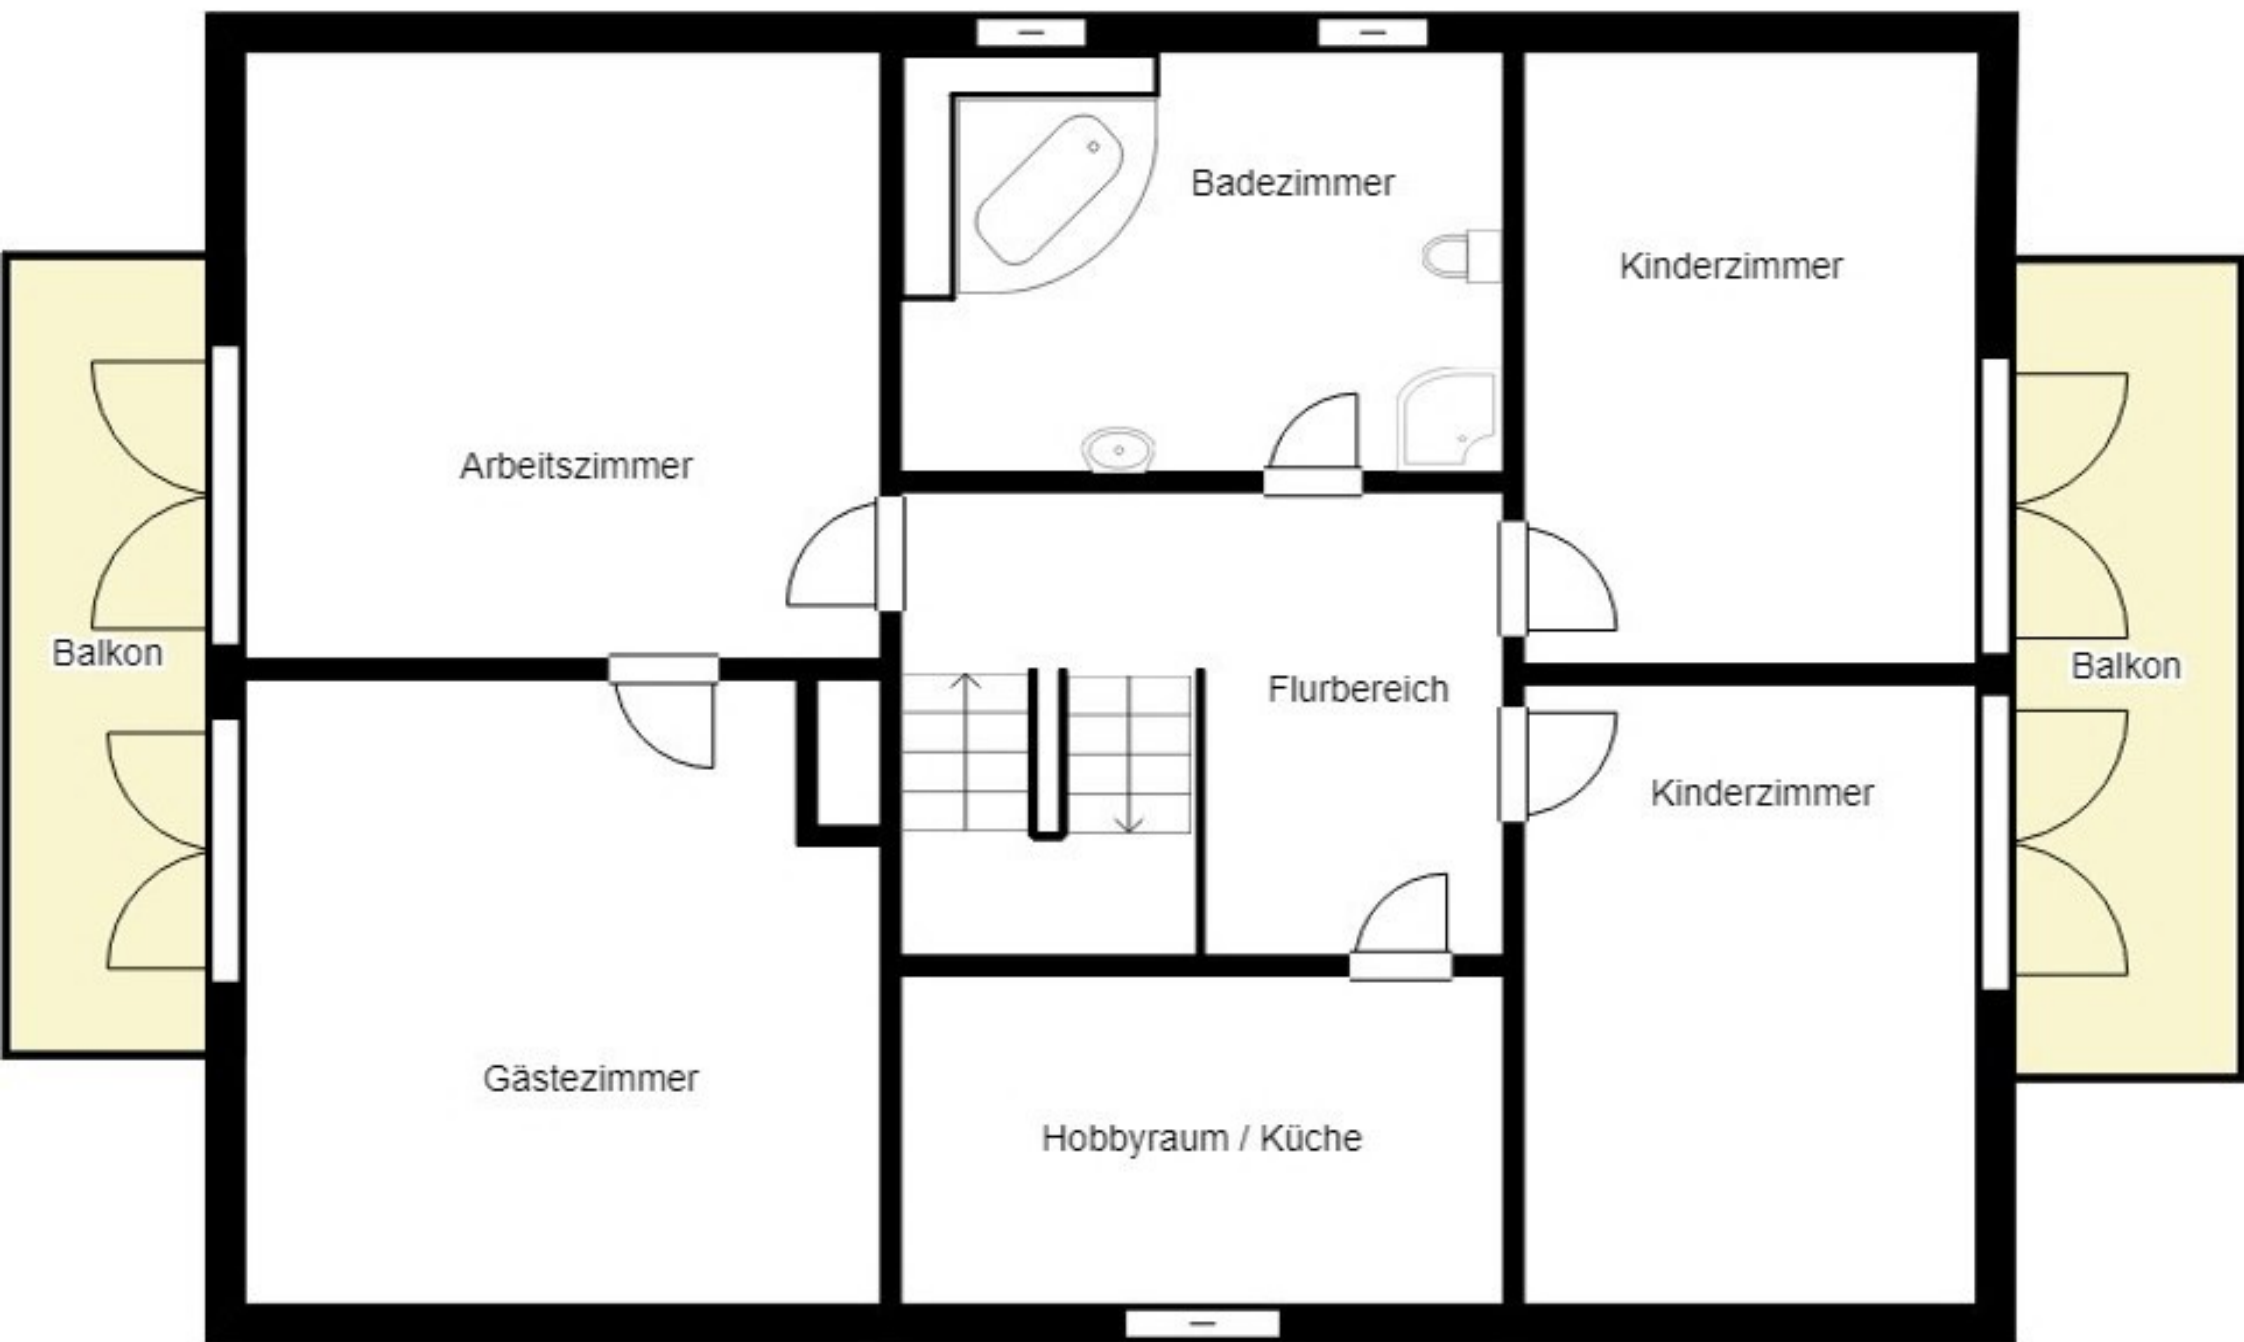 Badezimmer
Kinderzimmer
Arbeitszimmer
Balkon
Balkon
Flurbereich
Kinderzimmer
Gästezimmer
Hobbyraum / Küche